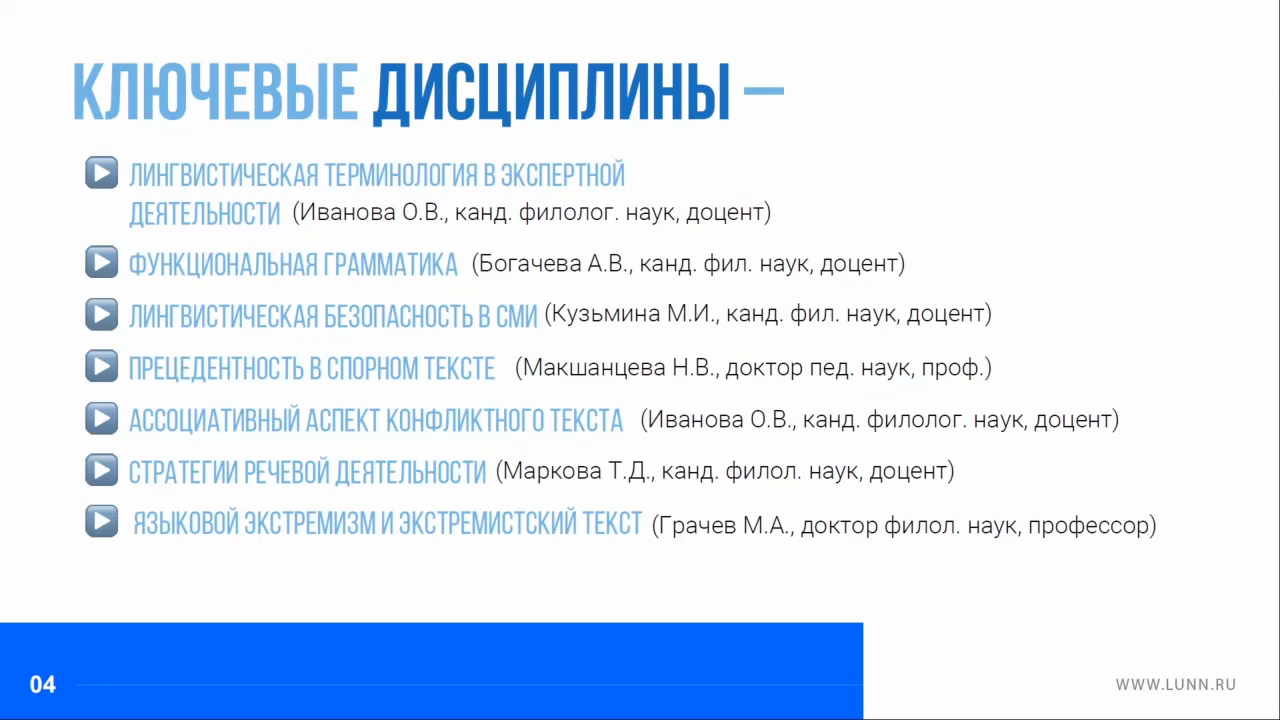 КЛЮЧЕВЫЕ ДИСЦИПЛИНЫ –
ЛИНГВИСТИЧЕСКАЯ ТЕРМИНОЛОГИЯ В ЭКСПЕРТНОЙ
ДЕЯТЕЛЬНОСТИ (Иванова О.В., канд. филолог. наук, доцент)
ФУНКЦИОНАЛЬНАЯ ГРАММАТИКА (Богачева А.В., канд. фил. наук, доцент)
ЛИНГВИСТИЧЕСКАЯ БЕЗОПАСНОСТЬ В СМИ (Кузьмина М.И., канд. фил. наук, доцент)
ПРЕЦЕДЕНТНОСТЬ В СПОРНОМ ТЕКСТЕ (Макшанцева Н.В., доктор пед. наук, проф.)
АССОЦИАТИВНЫЙ АСПЕКТ КОНФЛИКТНОГО ТЕКСТА (Иванова О.В., канд. филолог. наук, доцент)
СТРАТЕГИИ РЕЧЕВОЙ ДЕЯТЕЛЬНОСТИ (Маркова Т.Д., канд. филол. наук, доцент)
ЯЗЫКОВОЙ ЭКСТРЕМИЗМ И ЭКСТРЕМИСТСКИЙ ТЕКСТ (Грачев М.А., доктор филол. наук, профессор)
04
WWW.LUNN.RU